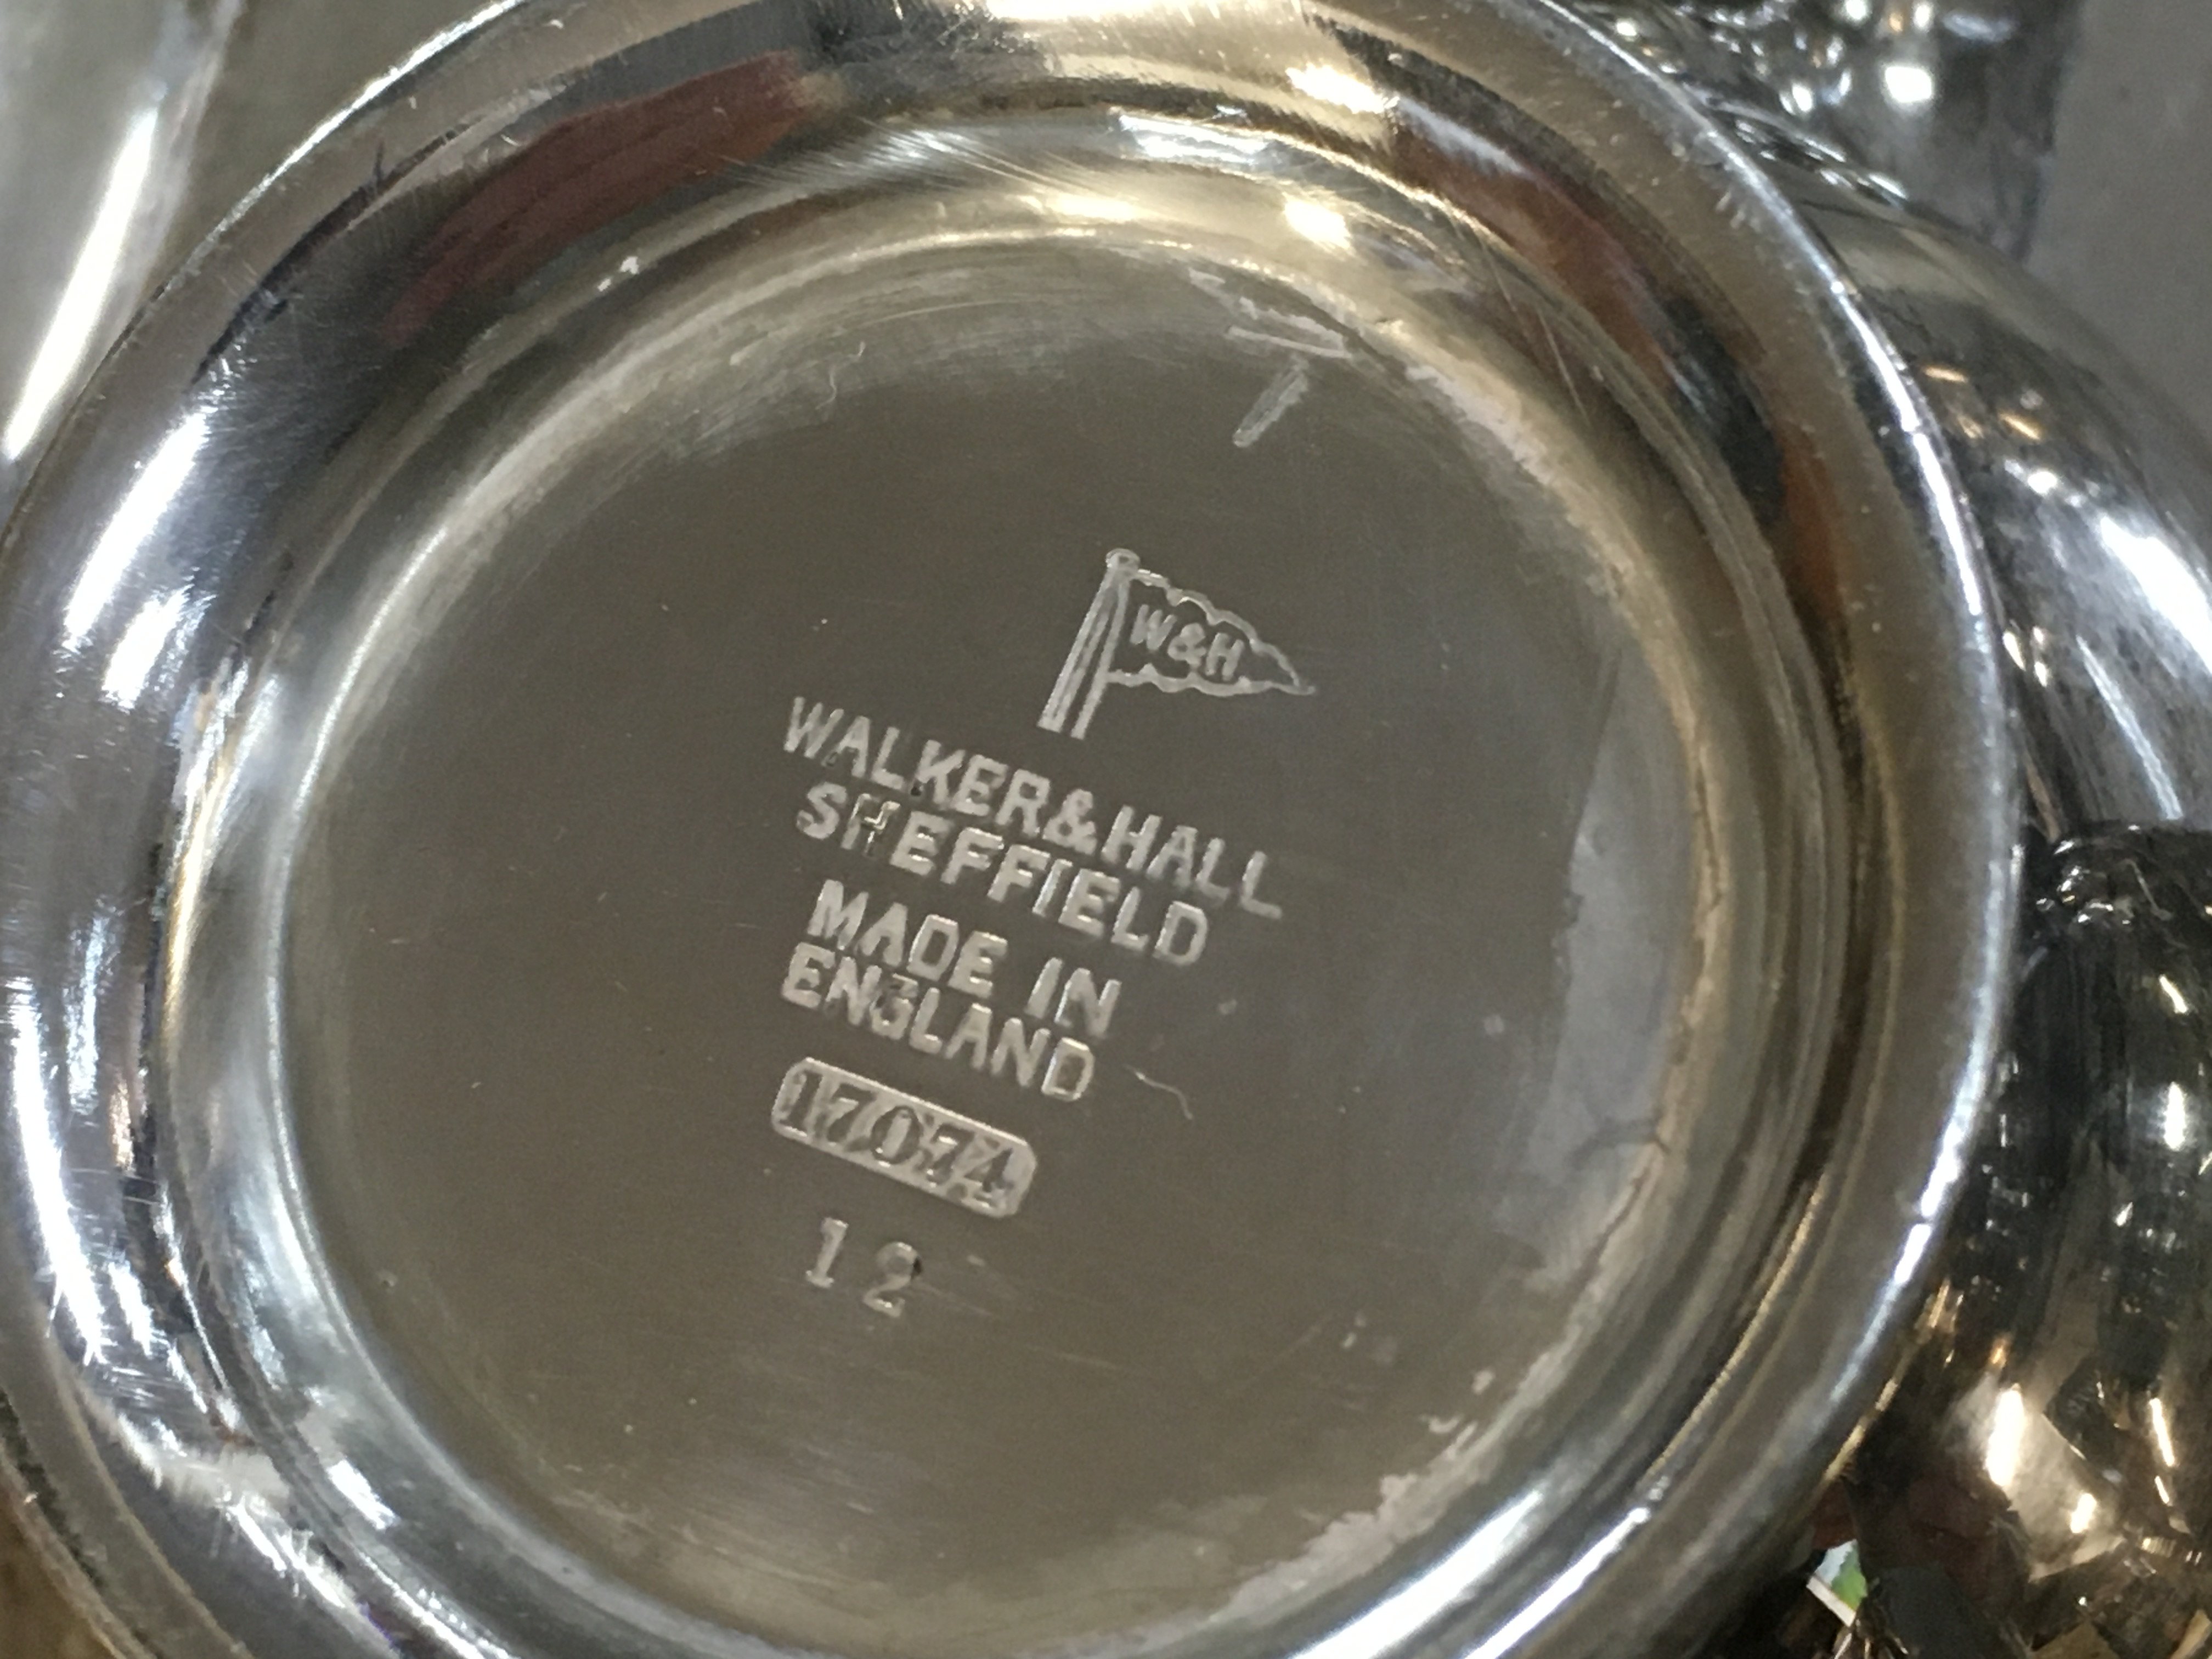 W&H
WALKER&HALL
SHEFFIELD
MADE IN
ENGLAND
17074
12